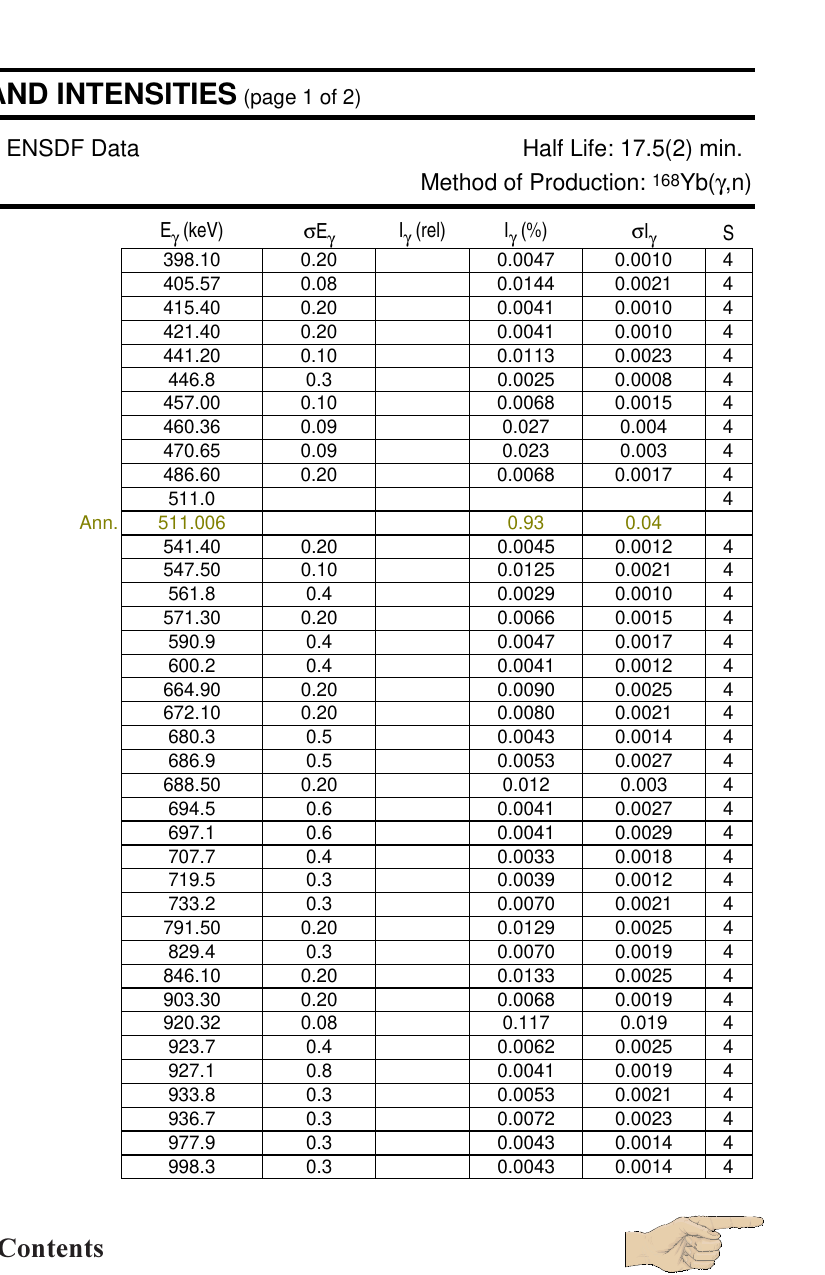 AND INTENSITIES (page 1 of 2)
ENSDF Data Half Life: 17.5(2) min.
Method of Production: ¹⁶⁸Yb(γ,n)
Eγ (keV) σEγ Iγ (rel) Iγ (%) σIγ S
398.10 0.20 0.0047 0.0010 4
405.57 0.08 0.0144 0.0021 4
415.40 0.20 0.0041 0.0010 4
421.40 0.20 0.0041 0.0010 4
441.20 0.10 0.0113 0.0023 4
446.8 0.3 0.0025 0.0008 4
457.00 0.10 0.0068 0.0015 4
460.36 0.09 0.027 0.004 4
470.65 0.09 0.023 0.003 4
486.60 0.20 0.0068 0.0017 4
511.0 4
Ann. 511.006 0.93 0.04
541.40 0.20 0.0045 0.0012 4
547.50 0.10 0.0125 0.0021 4
561.8 0.4 0.0029 0.0010 4
571.30 0.20 0.0066 0.0015 4
590.9 0.4 0.0047 0.0017 4
600.2 0.4 0.0041 0.0012 4
664.90 0.20 0.0090 0.0025 4
672.10 0.20 0.0080 0.0021 4
680.3 0.5 0.0043 0.0014 4
686.9 0.5 0.0053 0.0027 4
688.50 0.20 0.012 0.003 4
694.5 0.6 0.0041 0.0027 4
697.1 0.6 0.0041 0.0029 4
707.7 0.4 0.0033 0.0018 4
719.5 0.3 0.0039 0.0012 4
733.2 0.3 0.0070 0.0021 4
791.50 0.20 0.0129 0.0025 4
829.4 0.3 0.0070 0.0019 4
846.10 0.20 0.0133 0.0025 4
903.30 0.20 0.0068 0.0019 4
920.32 0.08 0.117 0.019 4
923.7 0.4 0.0062 0.0025 4
927.1 0.8 0.0041 0.0019 4
933.8 0.3 0.0053 0.0021 4
936.7 0.3 0.0072 0.0023 4
977.9 0.3 0.0043 0.0014 4
998.3 0.3 0.0043 0.0014 4
Contents